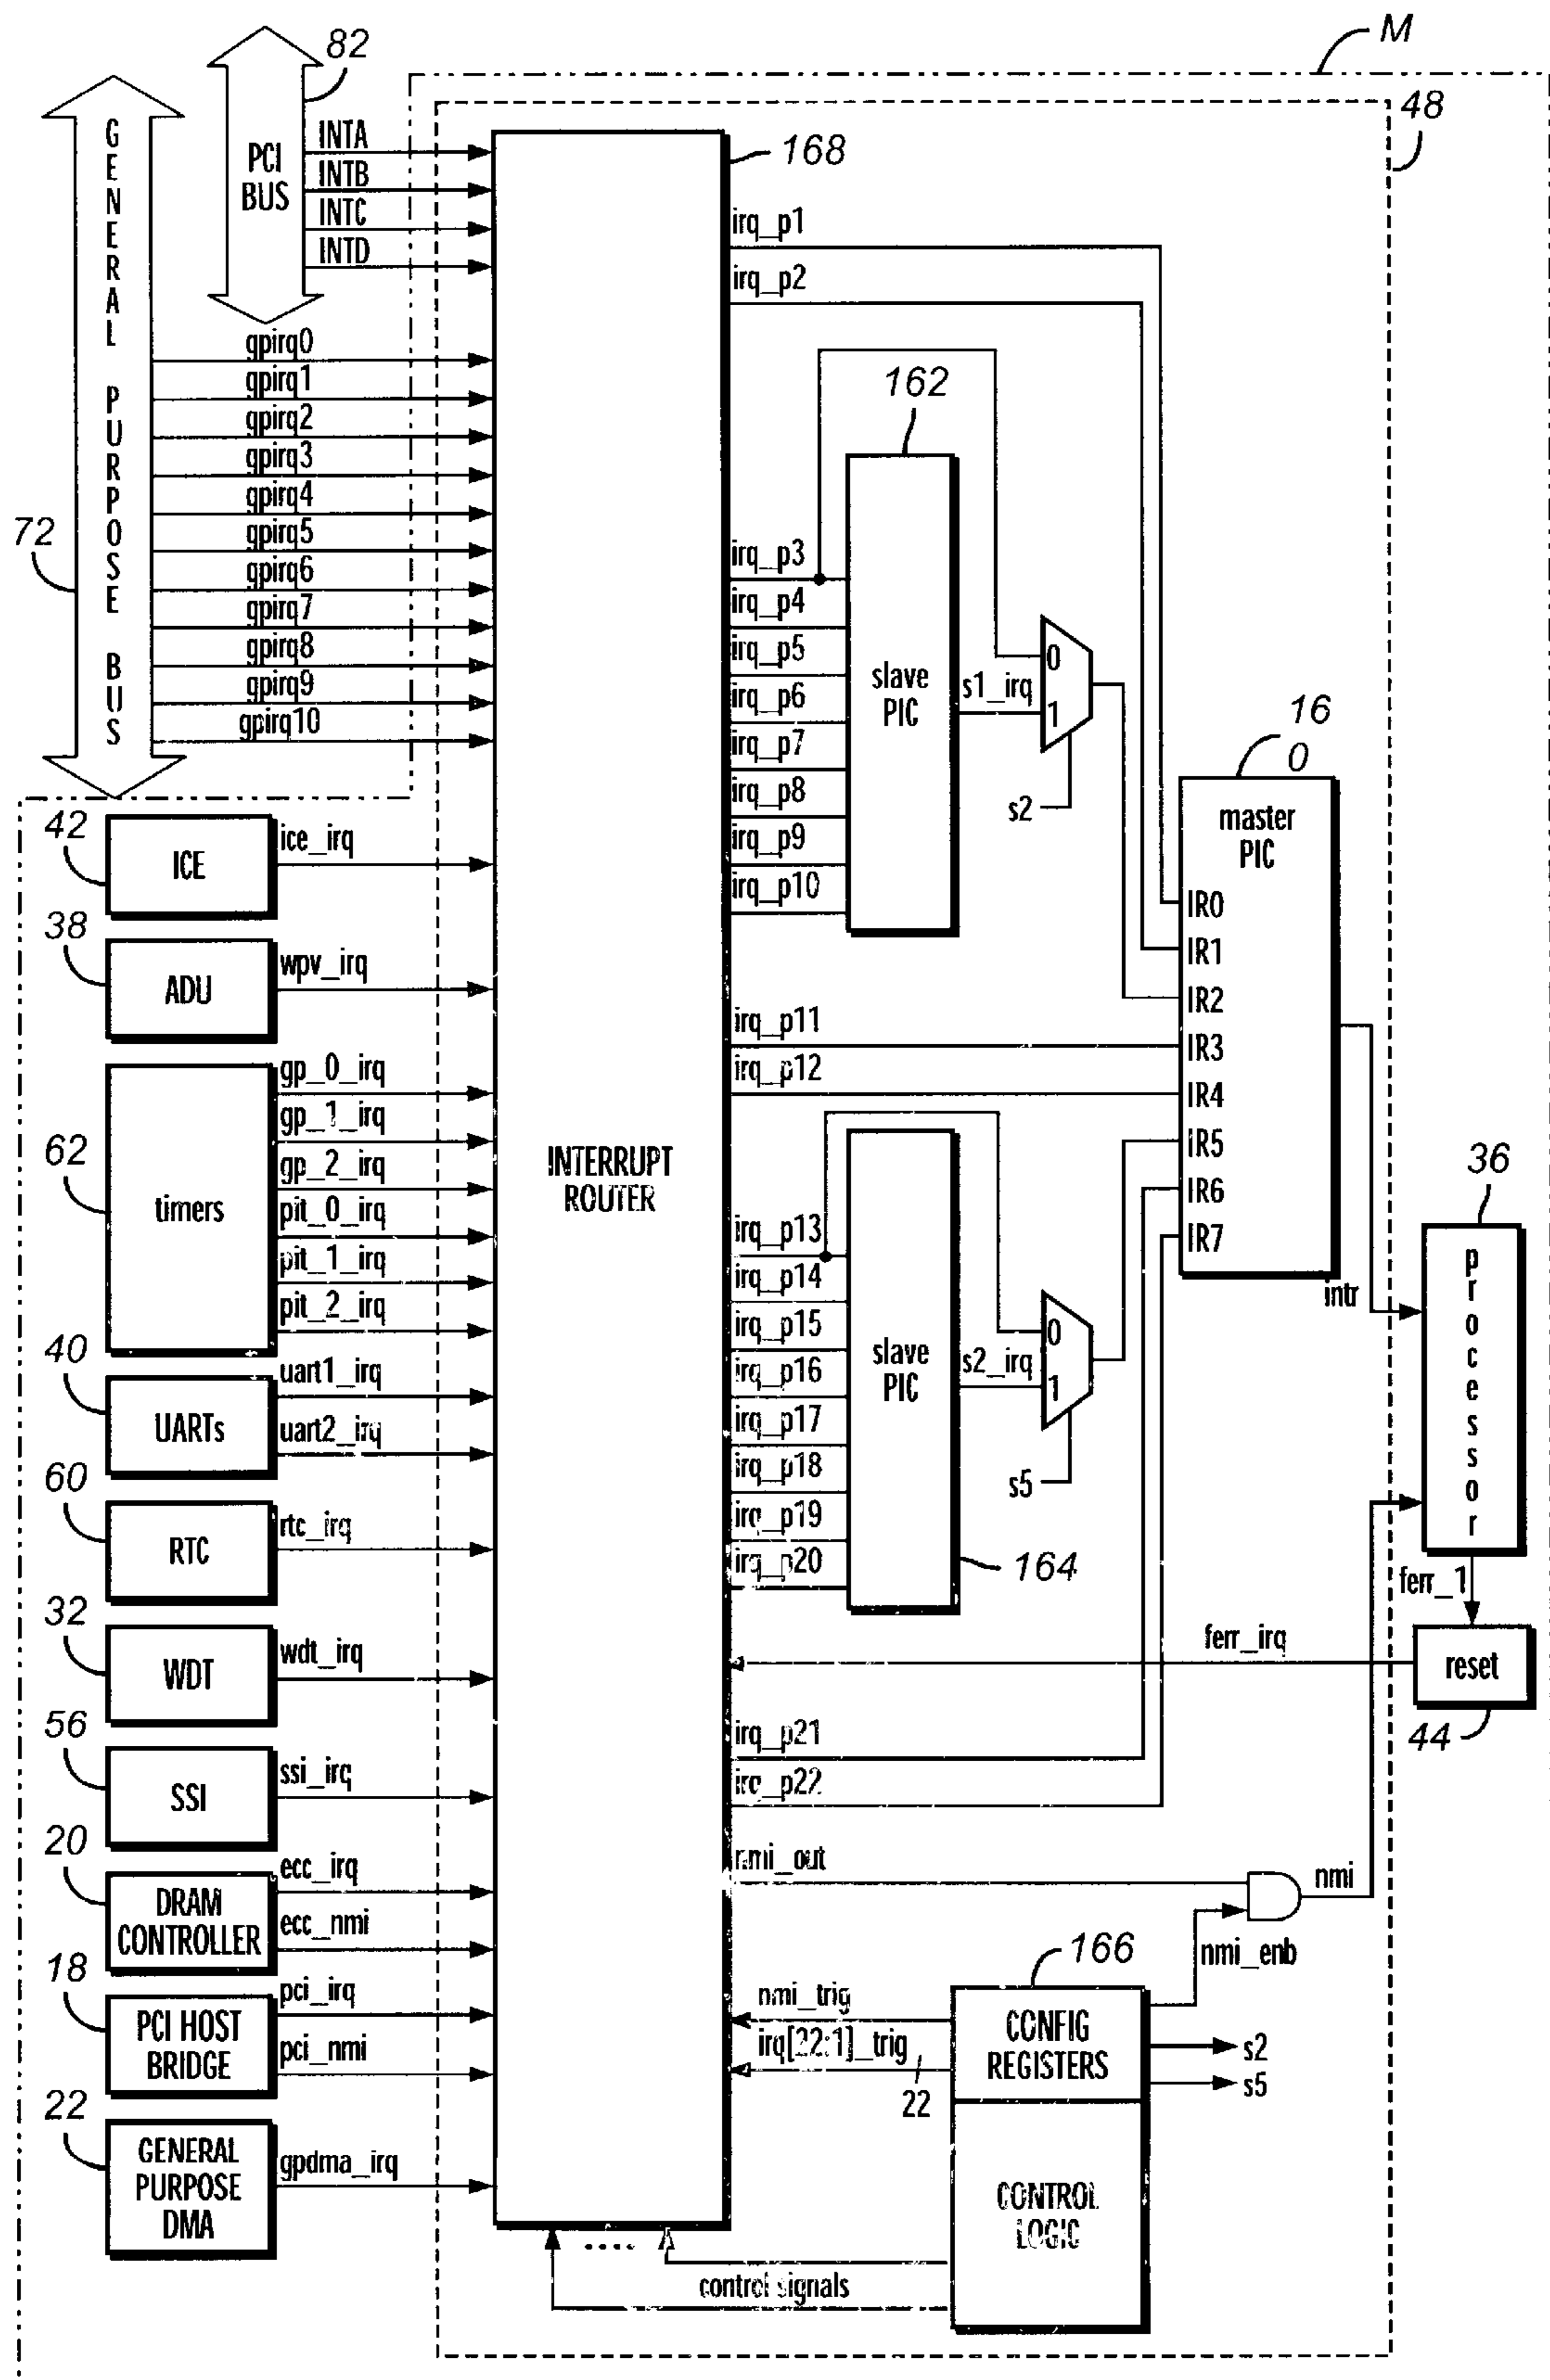 M
82
48
GENERAL PURPOSE BUS
PCI
BUS
INTA
INTB
INTC
INTD
168
irq_p1
irq_p2
gpirq0
gpirq1
gpirq2
gpirq3
gpirq4
gpirq5
gpirq6
gpirq7
gpirq8
gpirq9
gpirq10
72
162
irq_p3
irq_p4
irq_p5
irq_p6
irq_p7
irq_p8
irq_p9
irq_p10
slave
PIC
s1_irq
0
1
s2
16
0
master
PIC
IR0
IR1
IR2
IR3
IR4
IR5
IR6
IR7
intr
42
ICE
ice_irq
38
ADU
wpv_irq
62
timers
gp_0_irq
gp_1_irq
gp_2_irq
pit_0_irq
pit_1_irq
pit_2_irq
INTERRUPT
ROUTER
irq_p11
irq_p12
irq_p13
irq_p14
irq_p15
irq_p16
irq_p17
irq_p18
irq_p19
irq_p20
slave
PIC
s2_irq
0
1
s5
164
36
processor
ferr_1
reset
44
ferr_irq
40
UARTs
uart1_irq
uart2_irq
60
RTC
rtc_irq
32
WDT
wdt_irq
56
SSI
ssi_irq
irq_p21
irq_p22
20
DRAM
CONTROLLER
ecc_irq
ecc_nmi
nmi_out
nmi
nmi_enb
18
PCI HOST
BRIDGE
pci_irq
pci_nmi
166
nmi_trig
irq[22:1]_trig
22
CONFIG
REGISTERS
s2
s5
22
GENERAL
PURPOSE
DMA
gpdma_irq
CONTROL
LOGIC
....
control signals